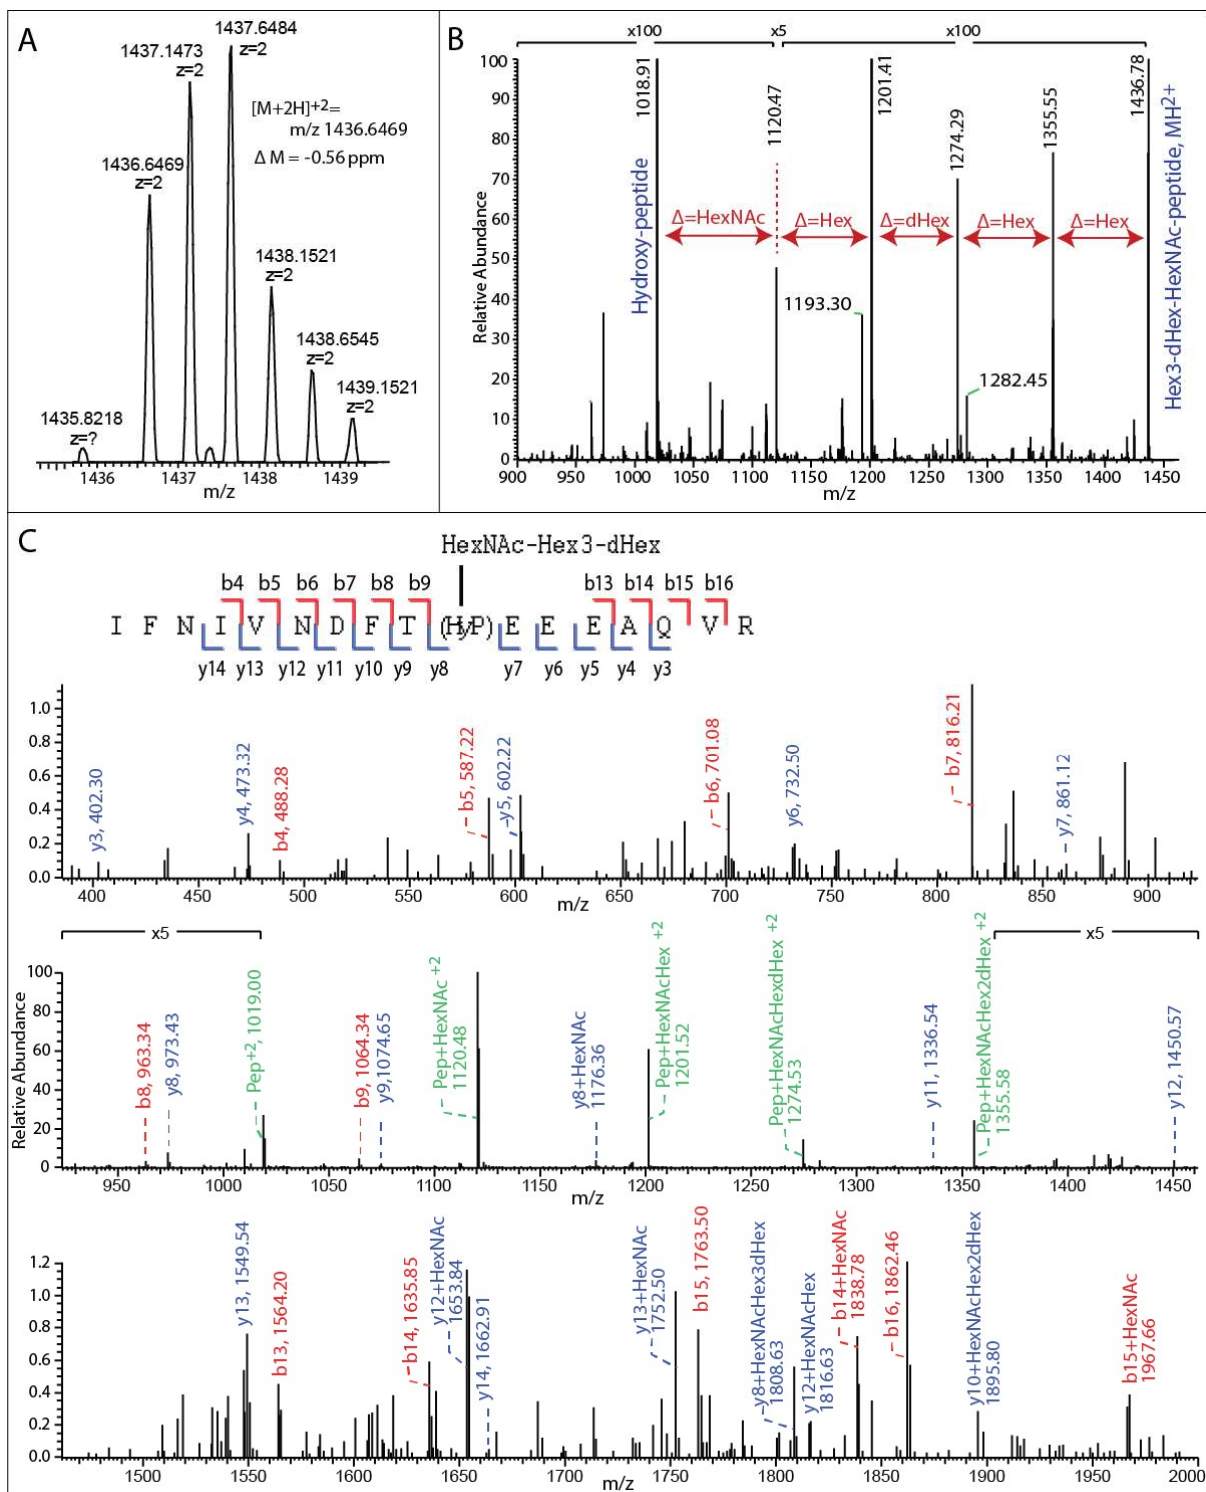 A
1437.6484
z=2
1437.1473
z=2
[M+2H]+2=
m/z 1436.6469
Δ M = -0.56 ppm
1436.6469
z=2
1438.1521
z=2
1438.6545
z=2
1439.1521
z=2
1435.8218
z=?
1436 1437 1438 1439
m/z
B
x100 x5 x100
1018.91
1120.47
1201.41
1274.29
1355.55
1436.78
Hydroxy-peptide
Δ=HexNAc
Δ=Hex
Δ=dHex
Δ=Hex
Δ=Hex
Hex3-dHex-HexNAc-peptide, MH2+
1193.30
1282.45
Relative Abundance
100
90
80
70
60
50
40
30
20
10
0
900 950 1000 1050 1100 1150 1200 1250 1300 1350 1400 1450
m/z
C
HexNAc-Hex3-dHex
b4 b5 b6 b7 b8 b9 b13 b14 b15 b16
I F N I V N D F T (HyP) E E E A Q V R
y14 y13 y12 y11 y10 y9 y8 y7 y6 y5 y4 y3
1.0
0.8
0.6
0.4
0.2
0.0
y3, 402.30
y4, 473.32
b4, 488.28
b5, 587.22
y5, 602.22
b6, 701.08
y6, 732.50
b7, 816.21
y7, 861.12
400 450 500 550 600 650 700 750 800 850 900
m/z
x5 x5
Relative Abundance
100
80
60
40
20
0
b8, 963.34
y8, 973.43
Pep+2, 1019.00
b9, 1064.34
y9,1074.65
Pep+HexNAc +2
1120.48
y8+HexNAc
1176.36
Pep+HexNAcHex +2
1201.52
Pep+HexNAcHexdHex +2
1274.53
y11, 1336.54
Pep+HexNAcHex2dHex +2
1355.58
y12, 1450.57
950 1000 1050 1100 1150 1200 1250 1300 1350 1400 1450
m/z
1.2
1.0
0.8
0.6
0.4
0.2
0.0
y13, 1549.54
b13, 1564.20
b14, 1635.85
y12+HexNAc
1653.84
y14, 1662.91
y13+HexNAc
1752.50
b15, 1763.50
y8+HexNAcHex3dHex
1808.63
y12+HexNAcHex
1816.63
b14+HexNAc
1838.78
b16, 1862.46
y10+HexNAcHex2dHex
1895.80
b15+HexNAc
1967.66
1500 1550 1600 1650 1700 1750 1800 1850 1900 1950 2000
m/z